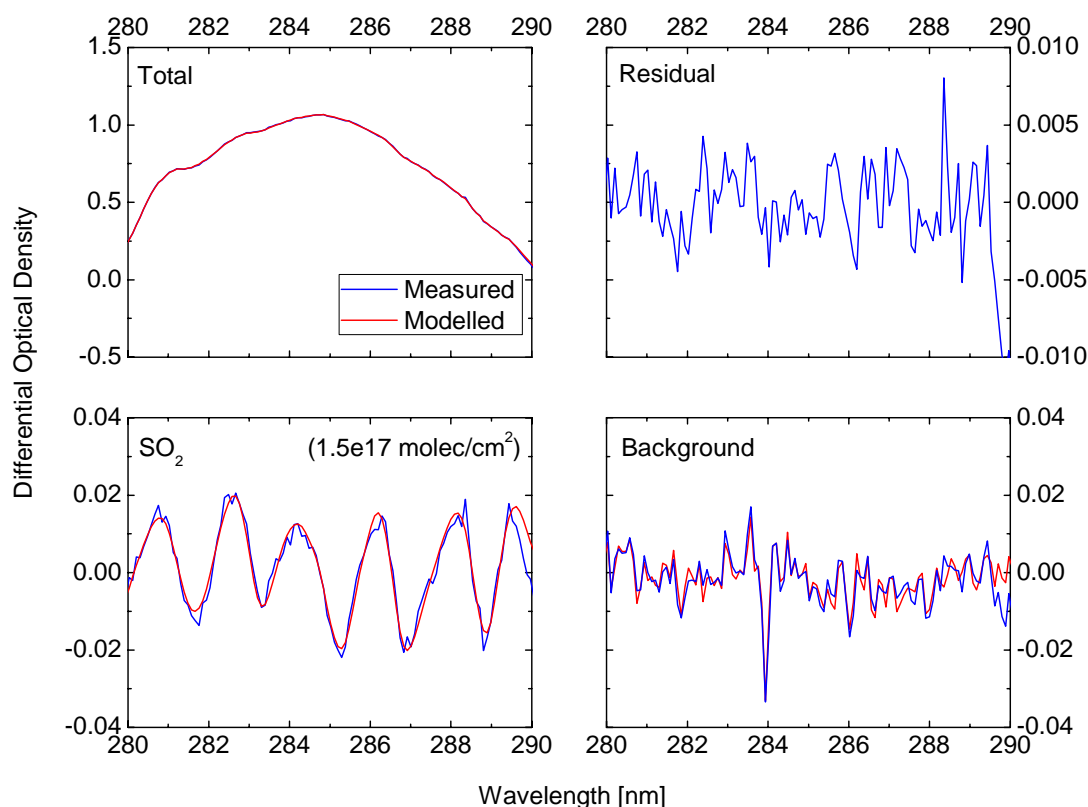 280 282 284 286 288 290 280 282 284 286 288 290
1.5 0.010
Total Residual
1.0 0.005
0.5 0.000
0.0 -0.005
Measured
Modelled
-0.5 -0.010
Differential Optical Density
0.04 0.04
SO2 (1.5e17 molec/cm2) Background
0.02 0.02
0.00 0.00
-0.02 -0.02
-0.04 -0.04
280 282 284 286 288 290 280 282 284 286 288 290
Wavelength [nm]